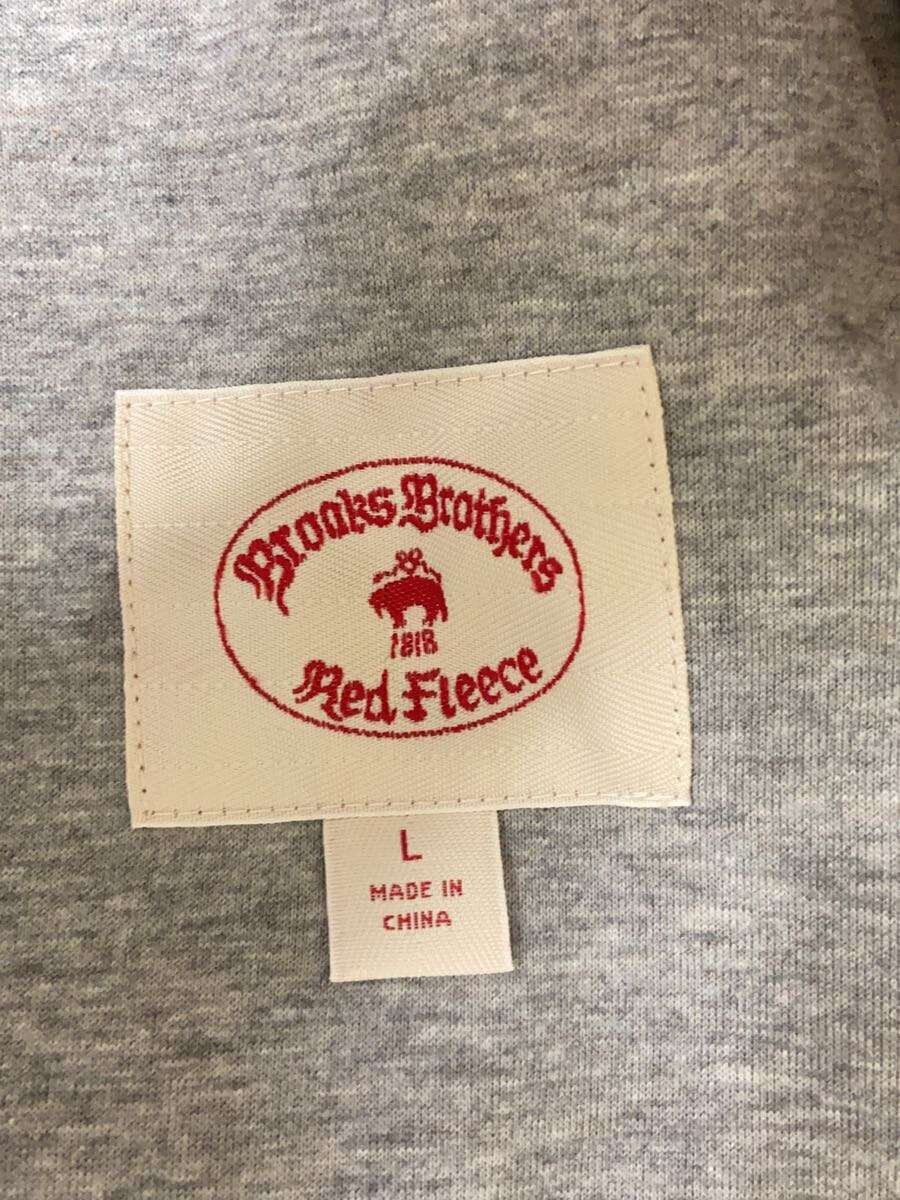 Brooks Brothers
1818
Red Fleece
L
MADE IN
CHINA